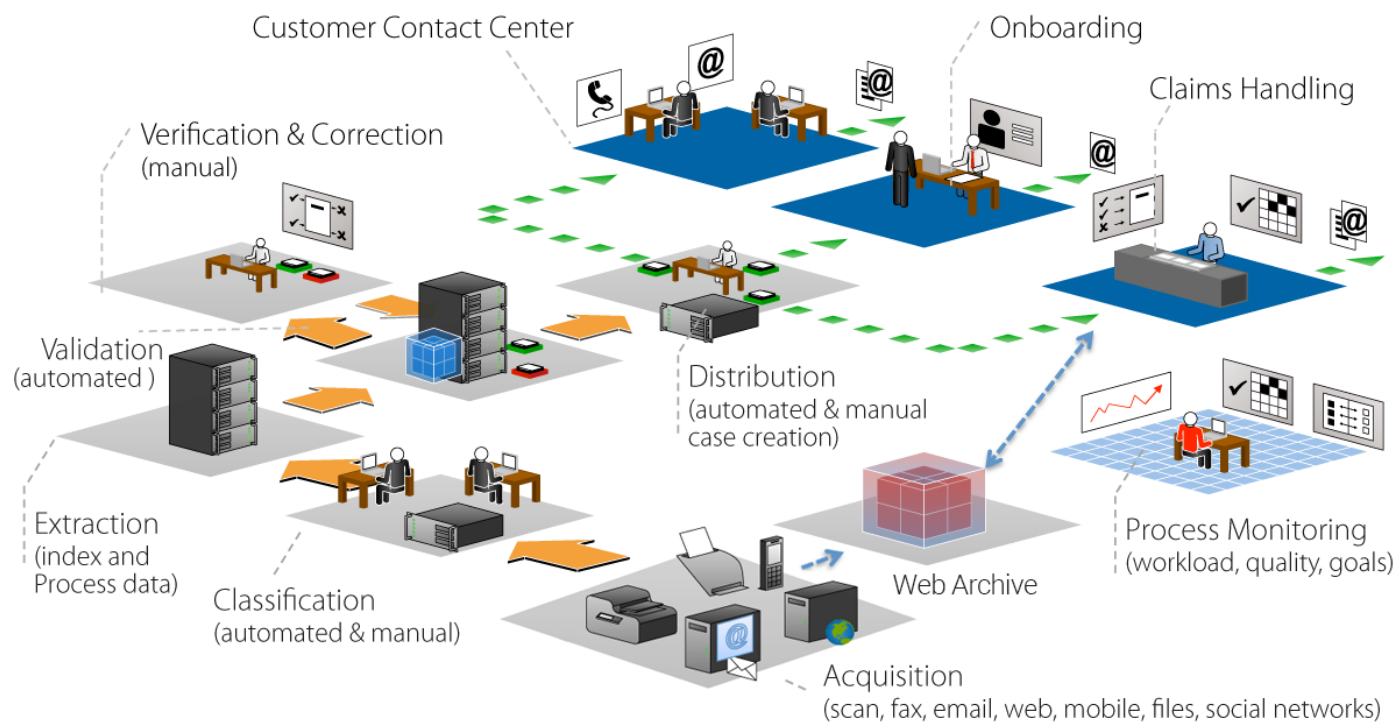 Customer Contact Center
Onboarding
Claims Handling
Verification & Correction
(manual)
@
@
@
@
Validation
(automated )
Distribution
(automated & manual
case creation)
Extraction
(index and
Process data)
Classification
(automated & manual)
Web Archive
Process Monitoring
(workload, quality, goals)
@
Acquisition
(scan, fax, email, web, mobile, files, social networks)